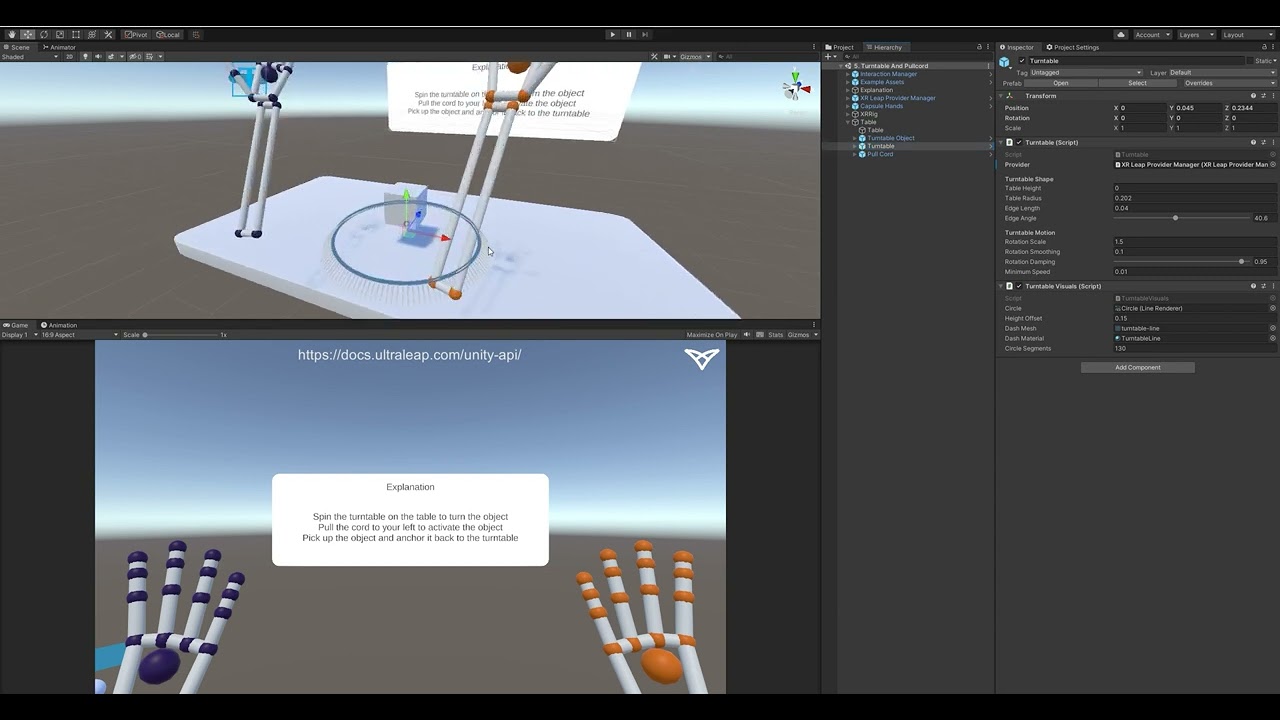 Pivot
Local
Account
Layers
Layout
Scene
Animator
Shaded
2D
Gizmos
Explanation
Spin the turntable on the object
Pull the cord to your activate the object
Pick up the object and anchor it back to the turntable
Game
Animation
Display 1
16:9 Aspect
Scale
1x
Maximize On Play
Stats
Gizmos
https://docs.ultraleap.com/unity-api/
Explanation
Spin the turntable on the table to turn the object
Pull the cord to your left to activate the object
Pick up the object and anchor it back to the turntable
Project
Hierarchy
5. Turntable And Pullcord
Interaction Manager
Example Assets
Explanation
XR Leap Provider Manager
Capsule Hands
XRRig
Table
Table
Turntable Object
Turntable
Pull Cord
Inspector
Project Settings
Turntable
Static
Tag Untagged
Layer Default
Prefab
Open
Select
Overrides
Transform
Position X 0 Y 0.045 Z 0.2344
Rotation X 0 Y 0 Z 0
Scale X 1 Y 1 Z 1
Turntable (Script)
Script Turntable
Provider XR Leap Provider Manager (XR Leap Provider Man
Turntable Shape
Table Height 0
Table Radius 0.202
Edge Length 0.04
Edge Angle 40.6
Turntable Motion
Rotation Scale 1.5
Rotation Smoothing 0.1
Rotation Damping 0.95
Minimum Speed 0.01
Turntable Visuals (Script)
Script TurntableVisuals
Circle Circle (Line Renderer)
Height Offset 0.15
Dash Mesh turntable-line
Dash Material TurntableLine
Circle Segments 130
Add Component